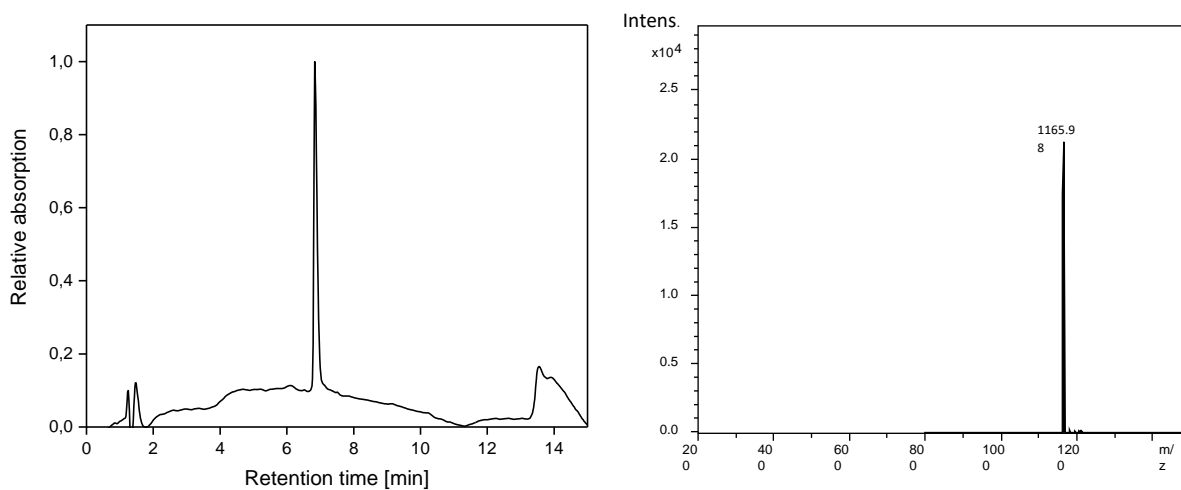 1,0
0,8
0,6
0,4
0,2
0,0
Relative absorption
0 2 4 6 8 10 12 14
Retention time [min]
Intens.
x10⁴
2.5
2.0
1.5
1.0
0.5
0.0
1165.9
8
20 40 60 80 100 120 m/
0 0 0 0 0 0 z